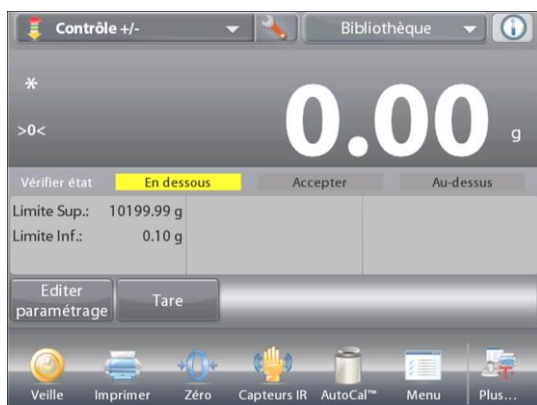 Contrôle +/- Bibliothèque
*
>0<
0.00 g
Vérifier état En dessous Accepter Au-dessus
Limite Sup.: 10199.99 g
Limite Inf.: 0.10 g
Editer
paramétrage Tare
Veille Imprimer Zéro Capteurs IR AutoCal™ Menu Plus...